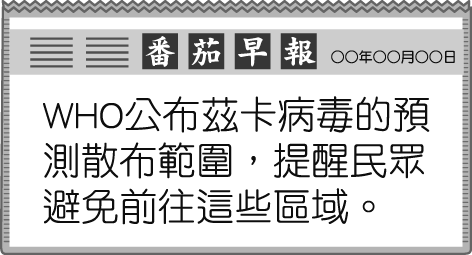 番茄早報
○○年○○月○○日
WHO公布茲卡病毒的預
測散布範圍，提醒民眾
避免前往這些區域。